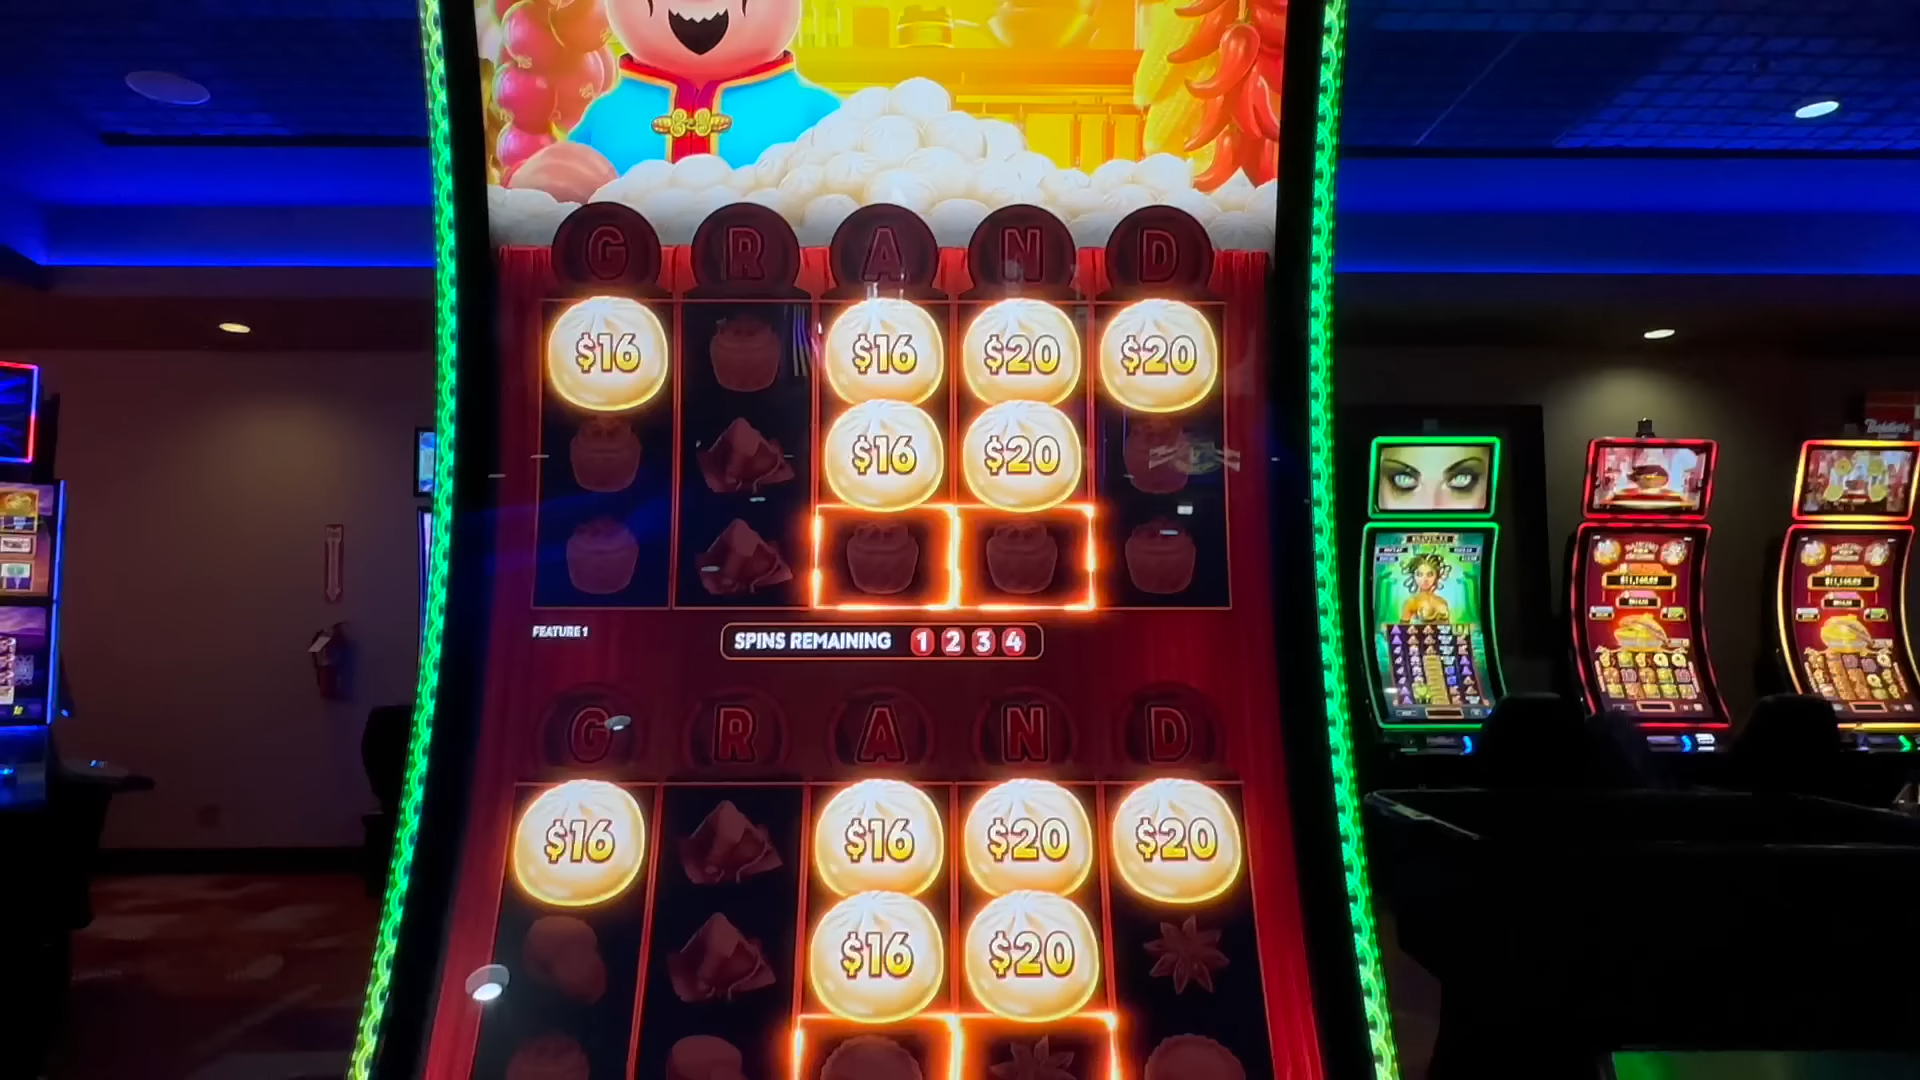 G R A N D
$16 $16 $20 $20
$16 $20
FEATURE 1
SPINS REMAINING 1 2 3 4
G R A N D
$16 $16 $20 $20
$16 $20